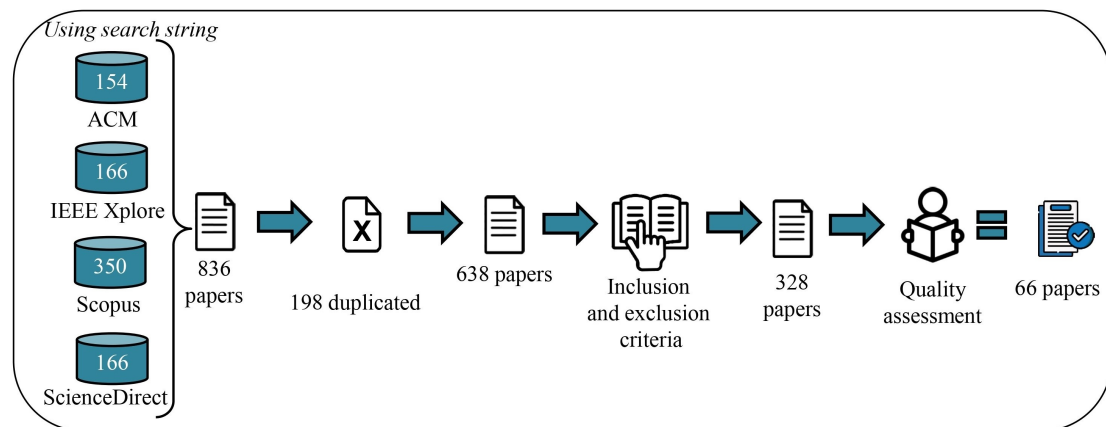 Using search string
154
ACM
166
IEEE Xplore
350
Scopus
166
ScienceDirect
836
papers
X
198 duplicated
638 papers
Inclusion
and exclusion
criteria
328
papers
Quality
assessment
66 papers